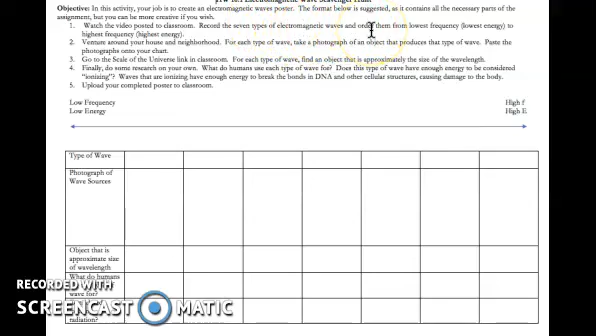 Electromagnetic Wave Scavenger Hunt
Objective: In this activity, your job is to create an electromagnetic waves poster. The format below is suggested, as it contains all the necessary parts of the
assignment, but you can be more creative if you wish.
1. Watch the video posted to classroom. Record the seven types of electromagnetic waves and order them from lowest frequency (lowest energy) to
highest frequency (highest energy).
2. Venture around your house and neighborhood. For each type of wave, take a photograph of an object that produces that type of wave. Paste the
photographs onto your chart.
3. Go to the Scale of the Universe link in classroom. For each type of wave, find an object that is approximately the size of the wavelength.
4. Finally, do some research on your own. What do humans use each type of wave for? Does this type of wave have enough energy to be considered
"ionizing"? Waves that are ionizing have enough energy to break the bonds in DNA and other cellular structures, causing damage to the body.
5. Upload your completed poster to classroom.
Low Frequency High f
Low Energy High E
Type of Wave
Photograph of
Wave Sources
Object that is
approximate size
of wavelength
What do humans
wave for?
radiation?
RECORDED WITH
SCREENCAST MATIC